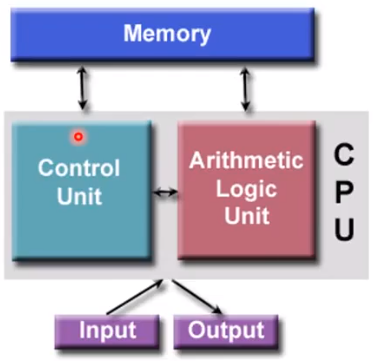 Memory
Control
Unit
Arithmetic
Logic
Unit
C
P
U
Input
Output